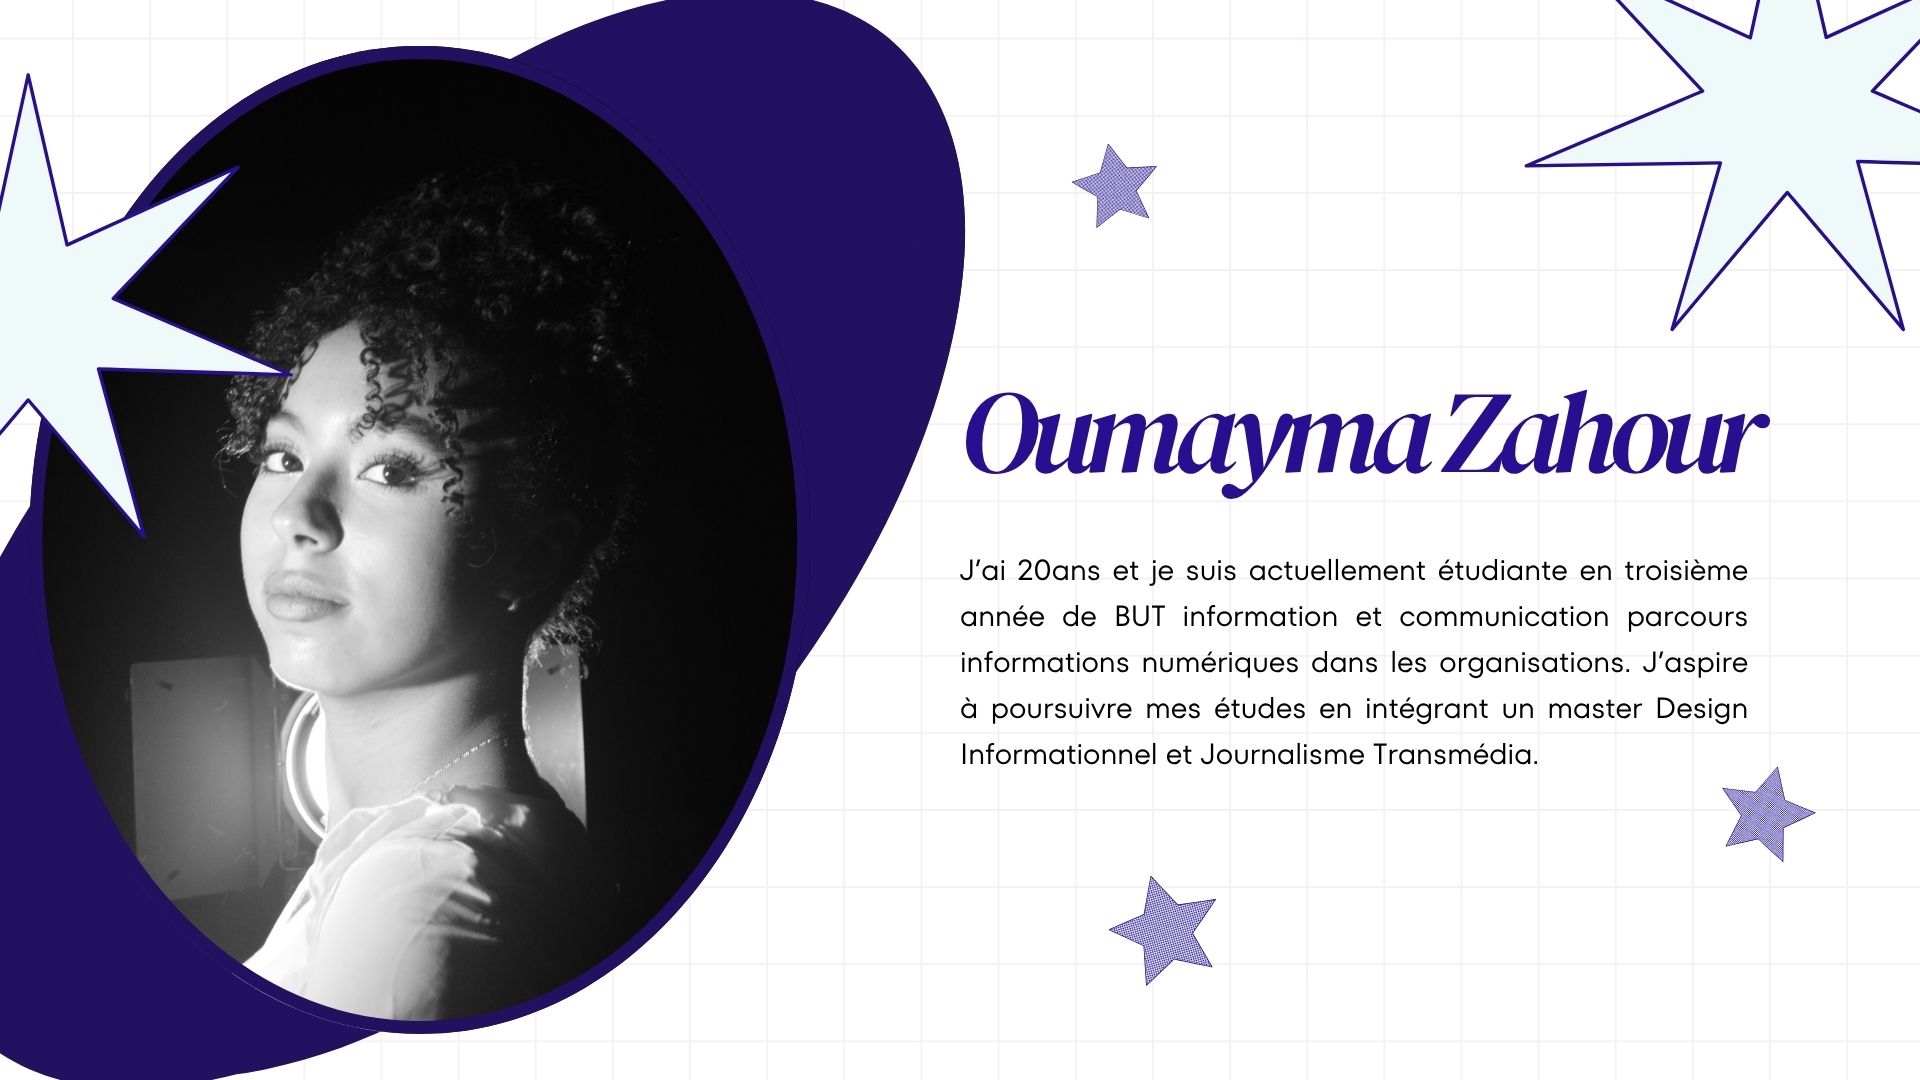 Oumayma Zahour
J’ai 20ans et je suis actuellement étudiante en troisième
année de BUT information et communication parcours
informations numériques dans les organisations. J’aspire
à poursuivre mes études en intégrant un master Design
Informationnel et Journalisme Transmédia.